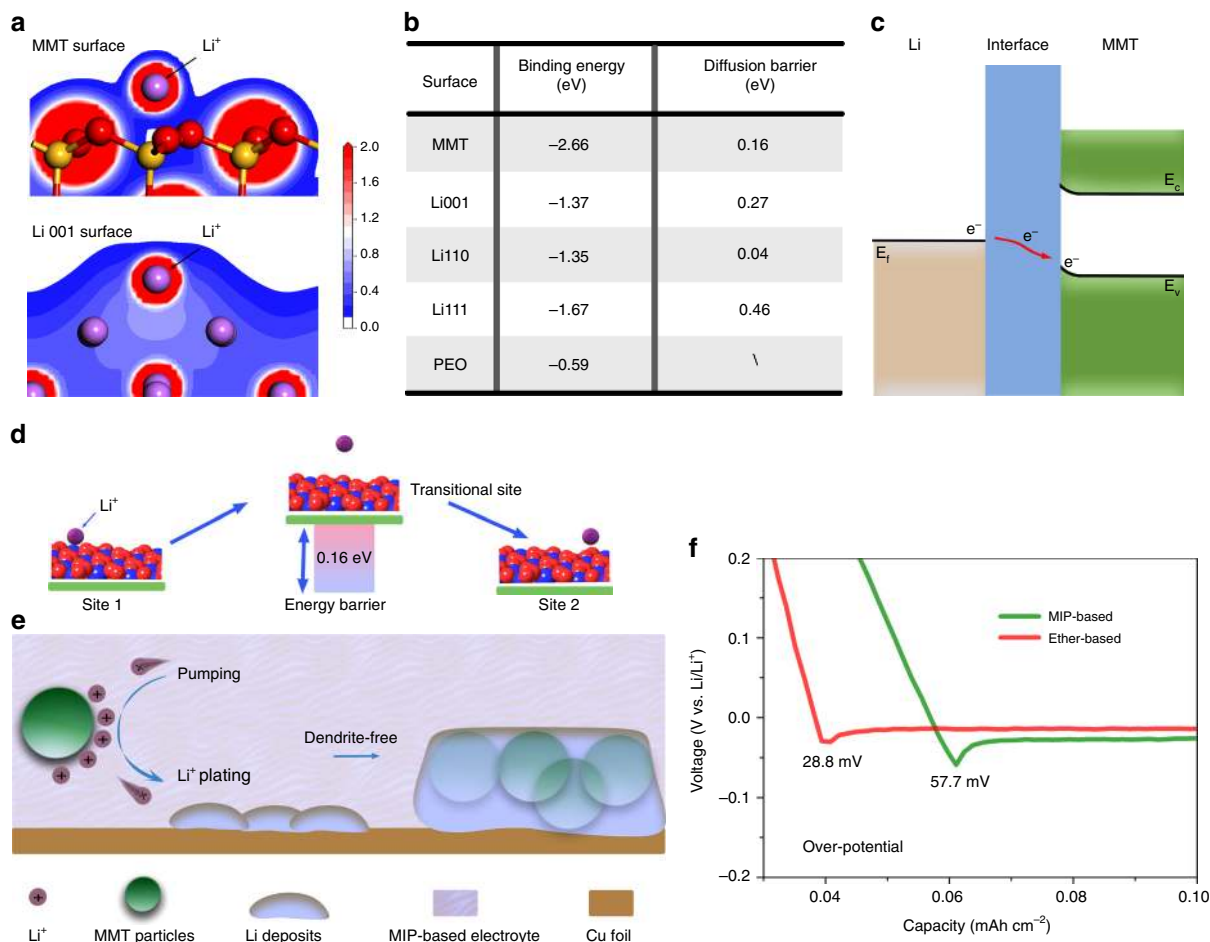 a
MMT surface
Li⁺
Li 001 surface
Li⁺
2.0
1.6
1.2
0.8
0.4
0.0
b
Surface Binding energy (eV) Diffusion barrier (eV)
MMT −2.66 0.16
Li001 −1.37 0.27
Li110 −1.35 0.04
Li111 −1.67 0.46
PEO −0.59 \
c
Li Interface MMT
E_c
e⁻
e⁻
E_f
e⁻
E_v
d
Li⁺
Transitional site
0.16 eV
Site 1 Energy barrier Site 2
e
Pumping
Dendrite-free
Li⁺ plating
Li⁺ MMT particles Li deposits MIP-based electroyte Cu foil
f
0.2
0.1
0.0
−0.1
−0.2
Voltage (V vs. Li/Li⁺)
MIP-based
Ether-based
28.8 mV
57.7 mV
Over-potential
0.04 0.06 0.08 0.10
Capacity (mAh cm⁻²)